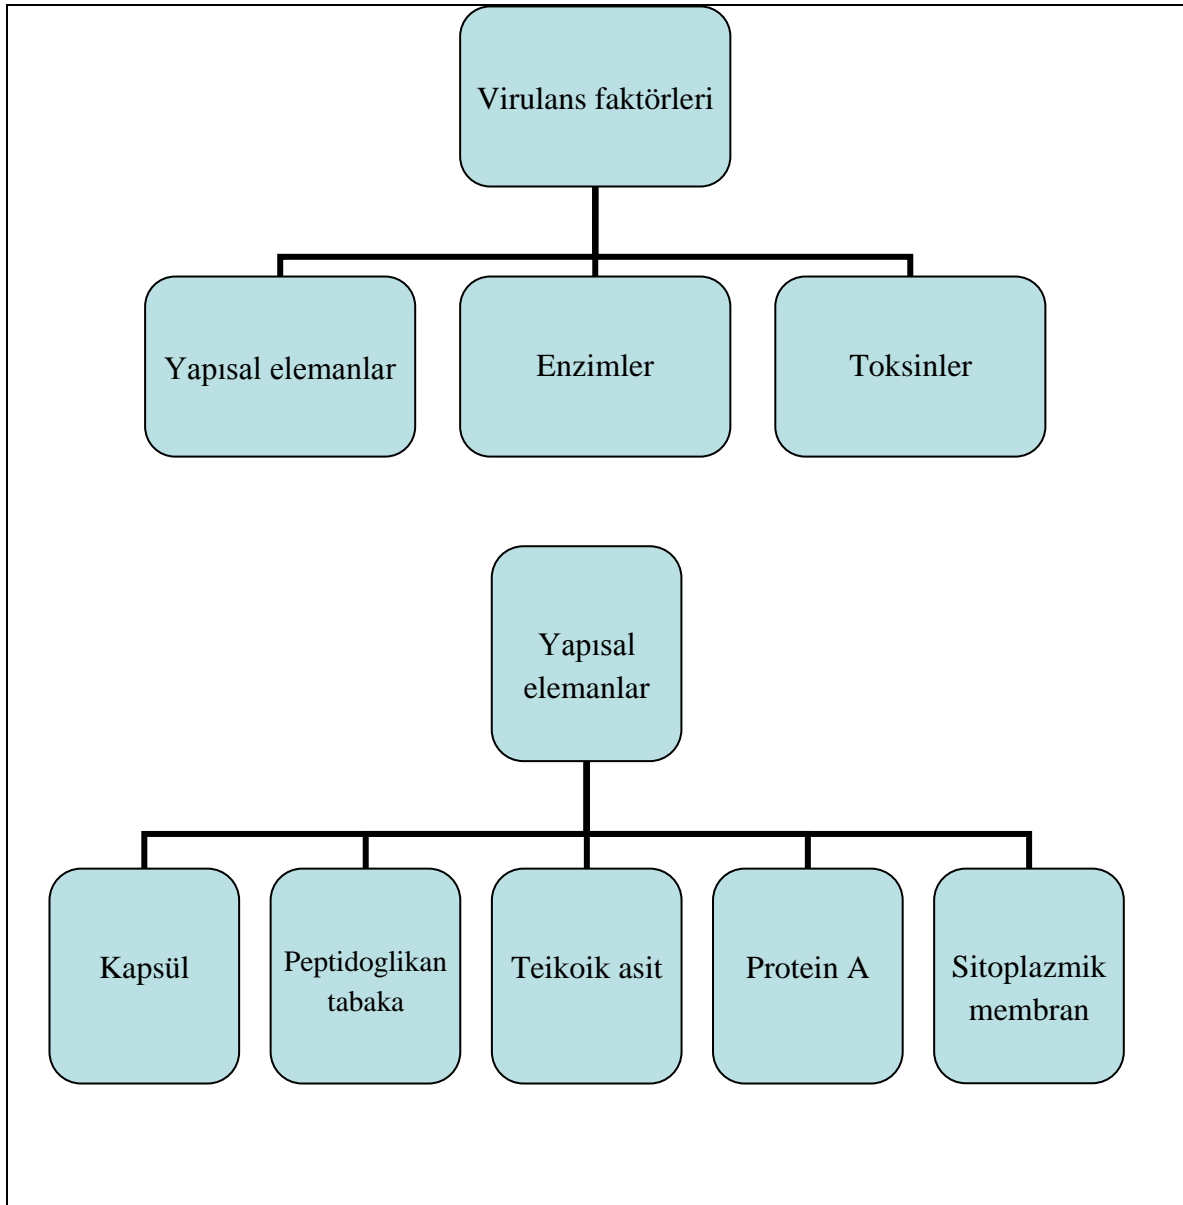 Virulans faktörleri
Yapısal elemanlar
Enzimler
Toksinler
Yapısal
elemanlar
Kapsül
Peptidoglikan
tabaka
Teikoik asit
Protein A
Sitoplazmik
membran